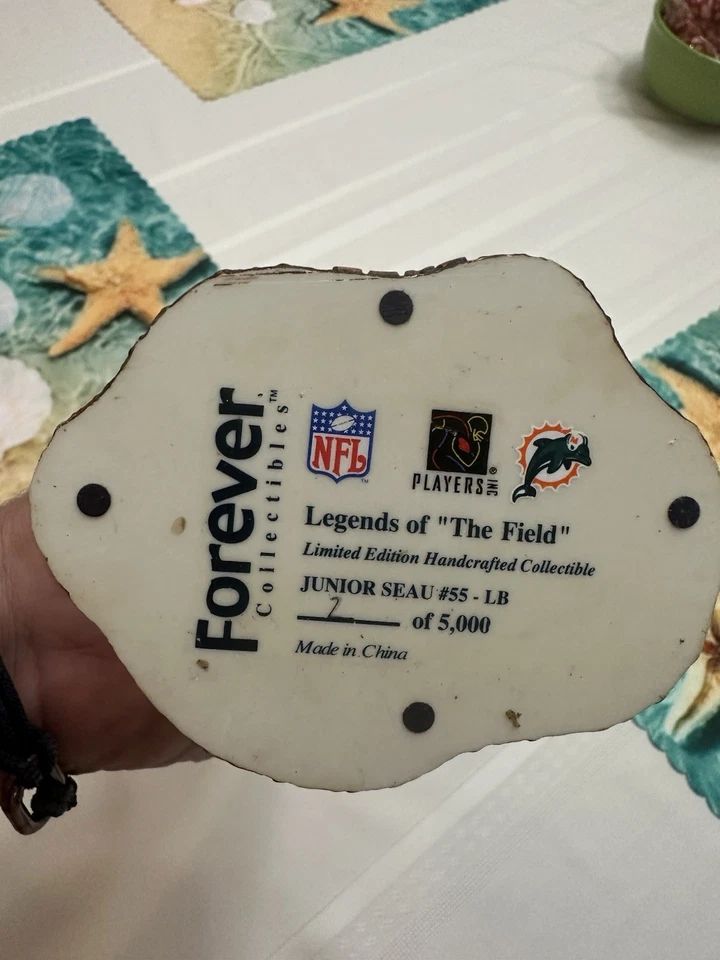 Forever
Collectibles™
NFL
™
PLAYERS INC®
Legends of "The Field"
Limited Edition Handcrafted Collectible
JUNIOR SEAU #55 - LB
2 of 5,000
Made in China